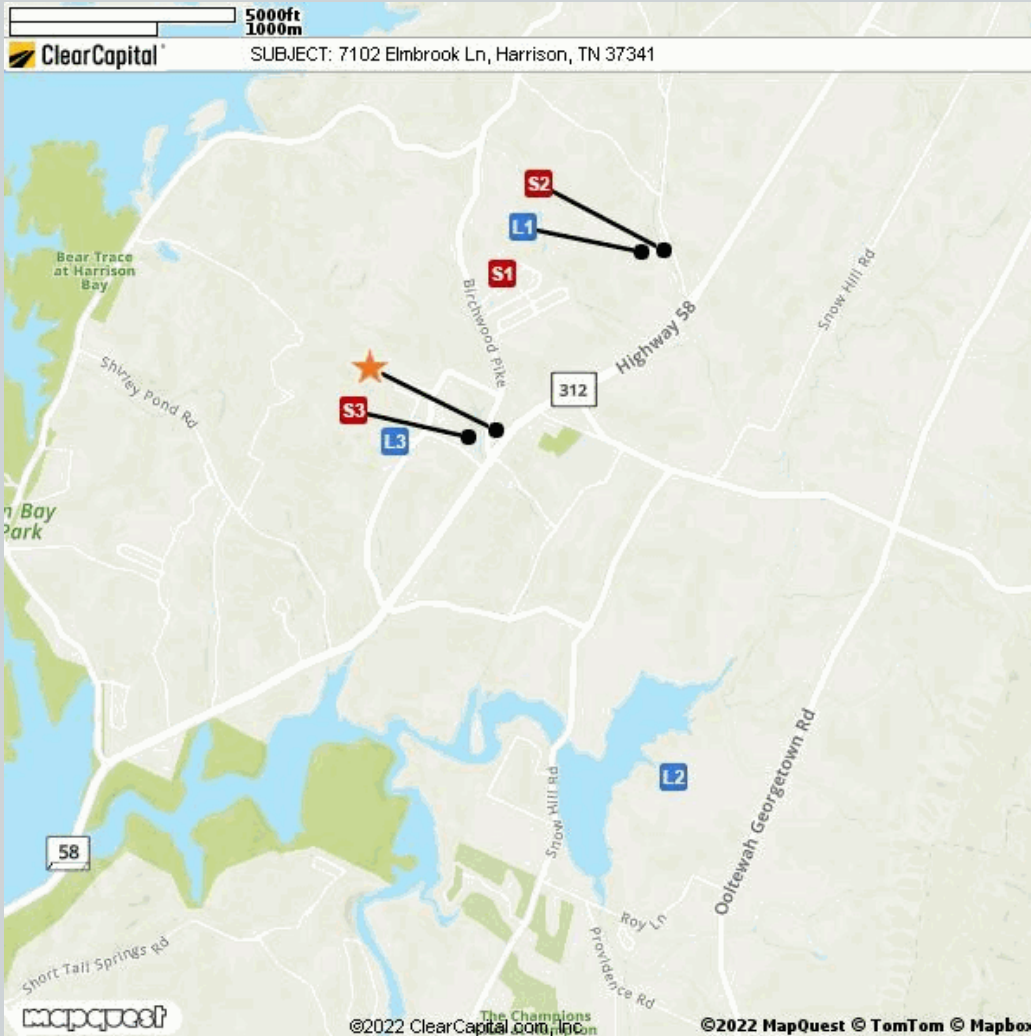 5000ft
1000m
ClearCapital
SUBJECT: 7102 Elmbrook Ln, Harrison, TN 37341
S2
L1
Bear Trace
at Harrison
Bay
S1
Birchwood Pike
Snow Hill Rd
Highway 58
Shirley Pond Rd
312
S3
L3
n Bay
Park
Ooltewah Georgetown Rd
L2
Snow Hill Rd
58
Roy Ln
Short Tail Springs Rd
Providence Rd
mapquest
The Champions
©2022 ClearCapital.com, Inc.
©2022 MapQuest © TomTom © Mapbox